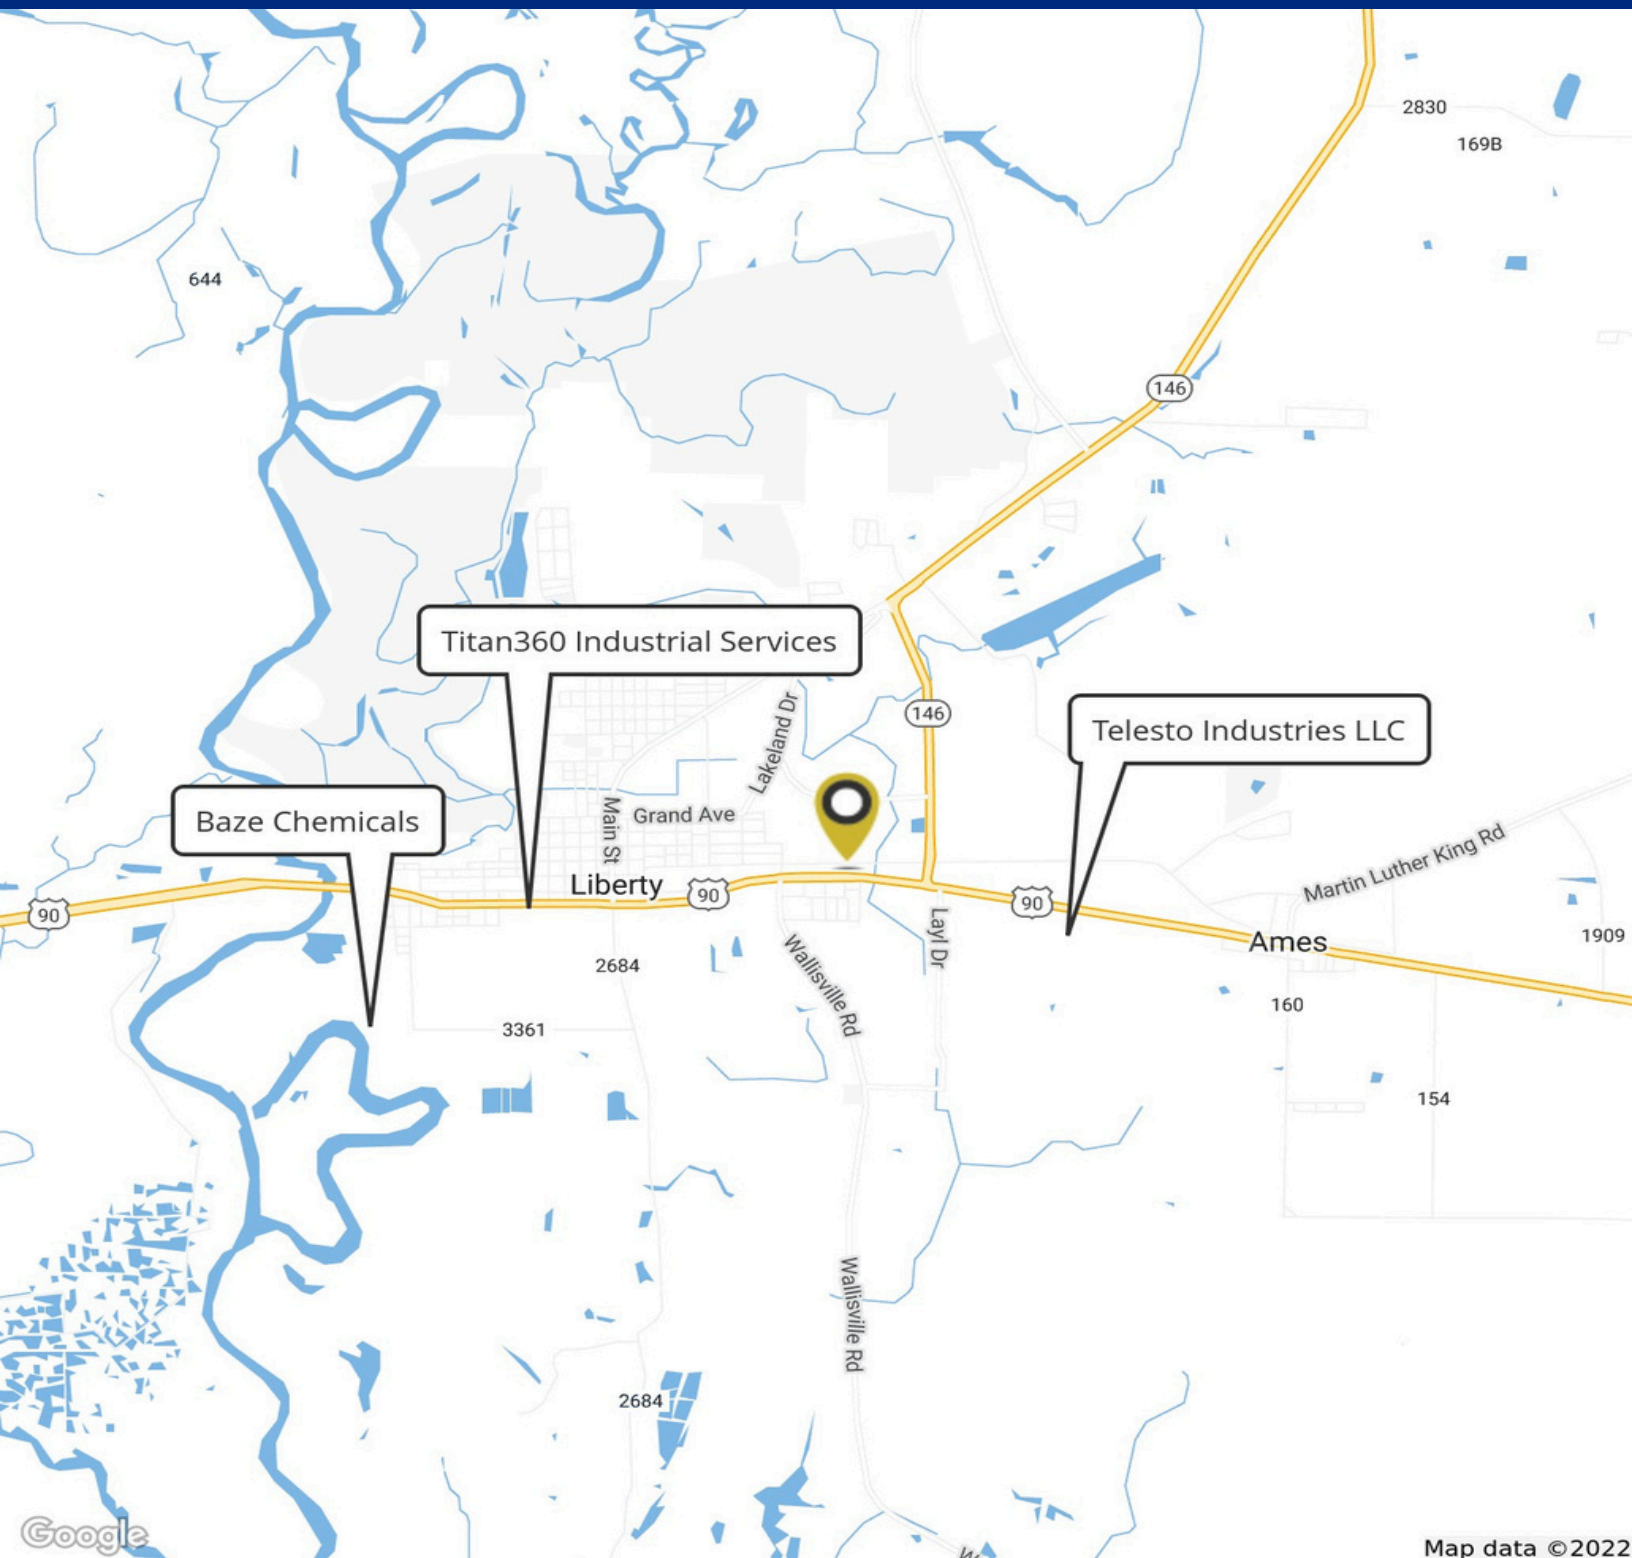 2830
169B
644
146
Titan360 Industrial Services
146
Telesto Industries LLC
Lakeland Dr
Baze Chemicals
Main St
Grand Ave
Martin Luther King Rd
Liberty
90
90
90
Layl Dr
Ames
1909
2684
Wallisville Rd
160
3361
154
Wallisville Rd
2684
Google
Map data ©2022